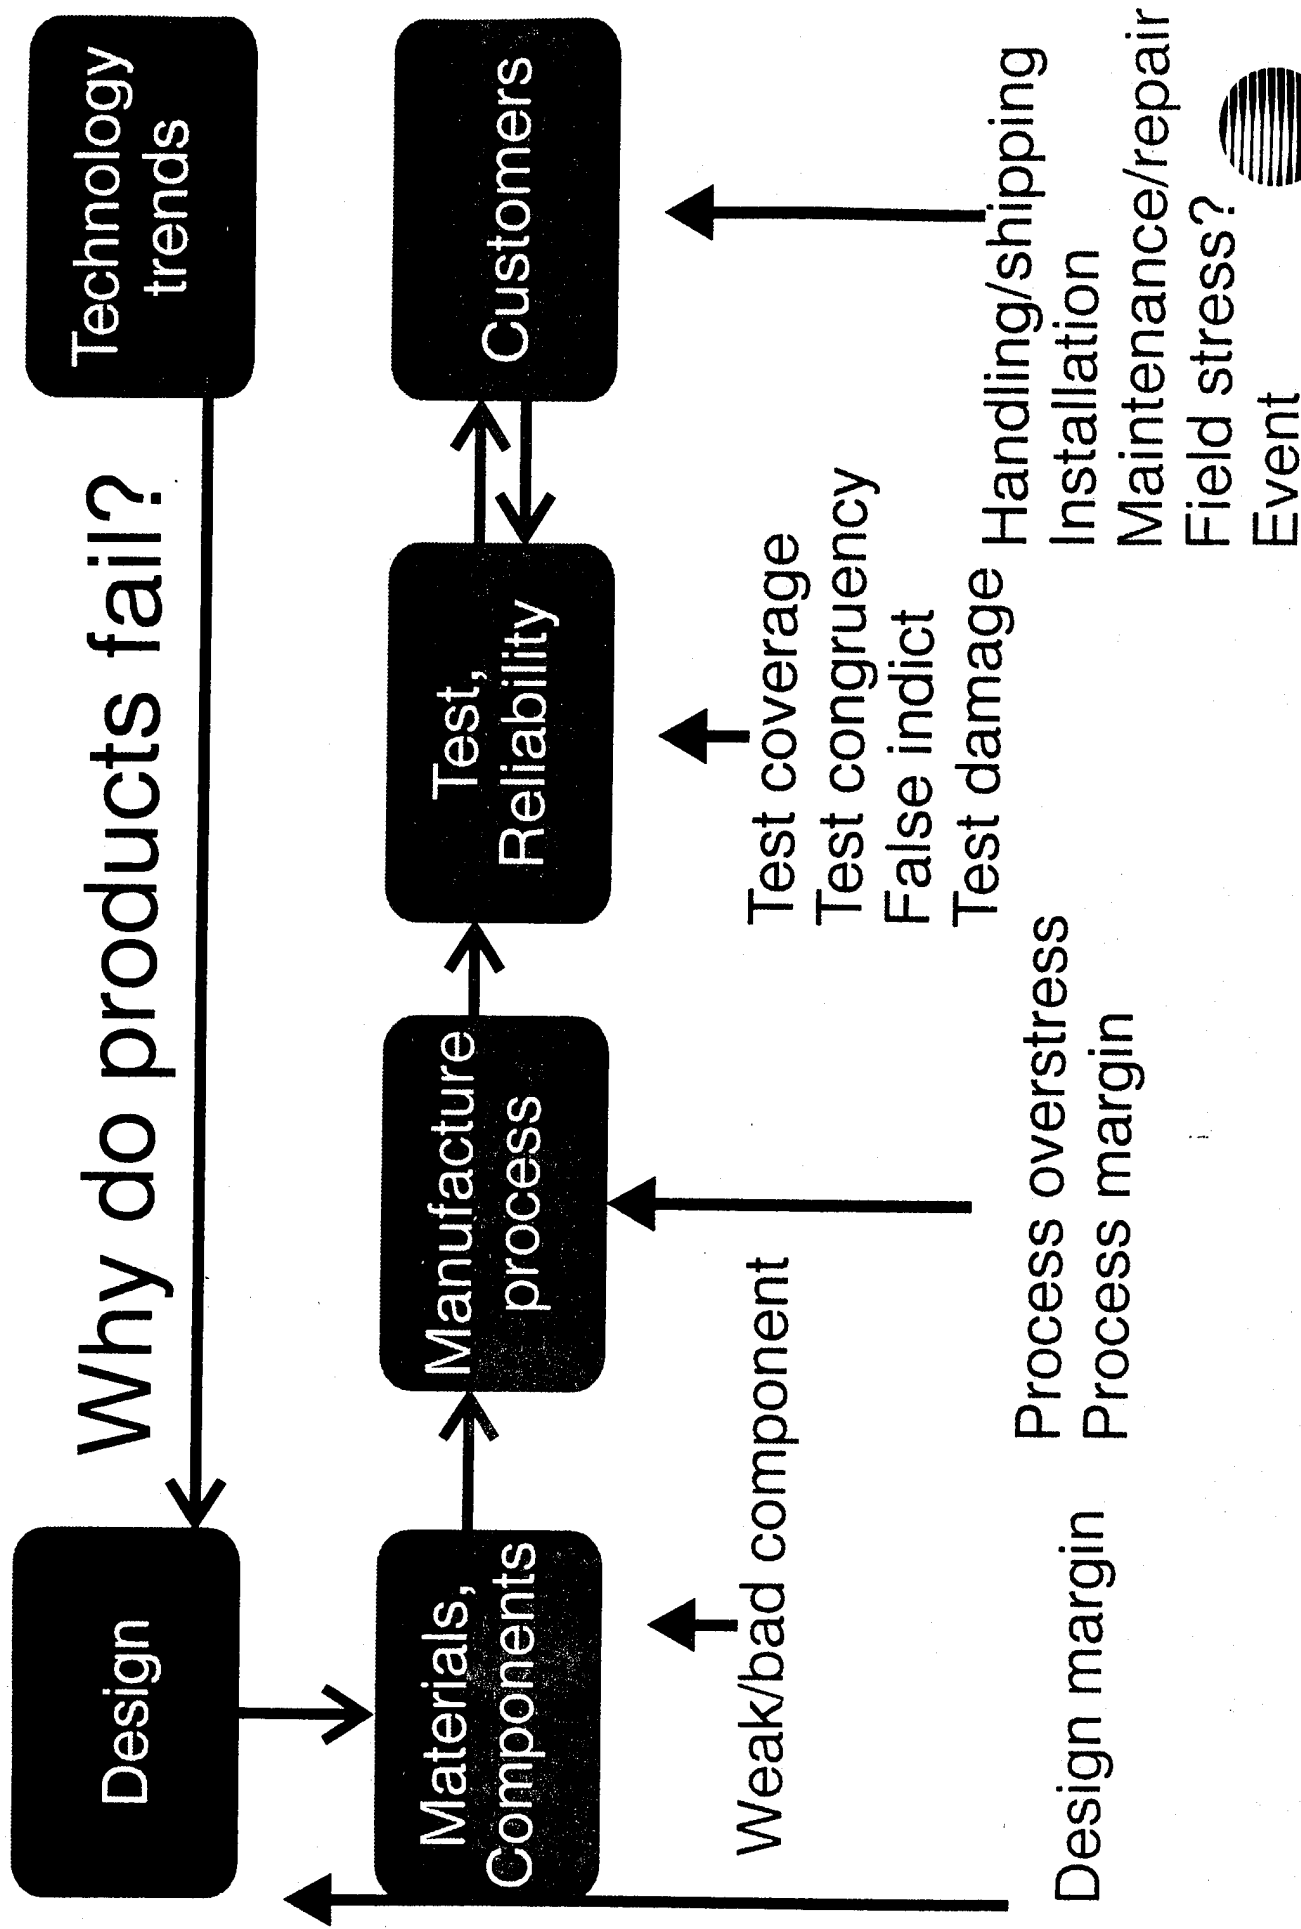 Why do products fail?
Design
Technology
trends
Materials,
Components
Manufacture
process
Test,
Reliability
Customers
Weak/bad component
Design margin
Process overstress
Process margin
Test coverage
Test congruency
False indict
Test damage
Handling/shipping
Installation
Maintenance/repair
Field stress?
Event